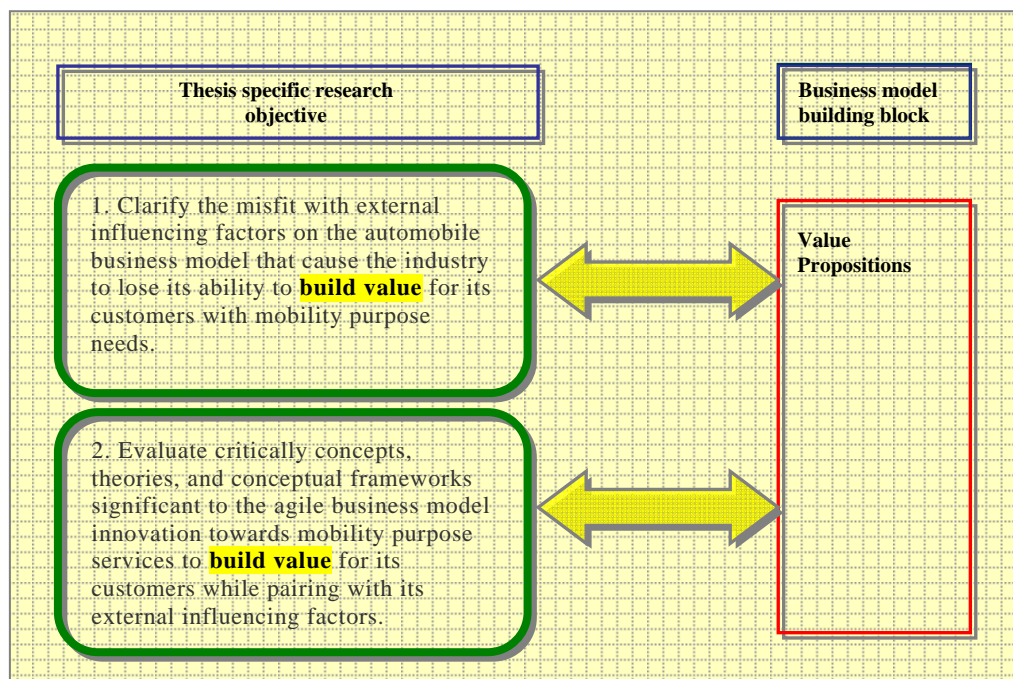 Thesis specific research
objective
Business model
building block
1. Clarify the misfit with external
influencing factors on the automobile
business model that cause the industry
to lose its ability to build value for its
customers with mobility purpose
needs.
Value
Propositions
2. Evaluate critically concepts,
theories, and conceptual frameworks
significant to the agile business model
innovation towards mobility purpose
services to build value for its
customers while pairing with its
external influencing factors.